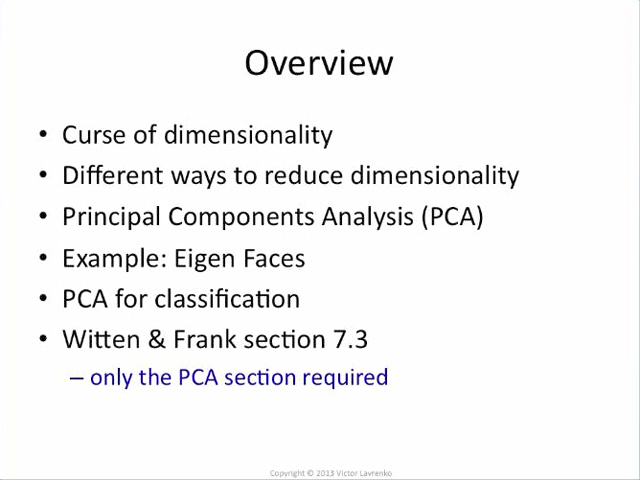 Overview
• Curse of dimensionality
• Different ways to reduce dimensionality
• Principal Components Analysis (PCA)
• Example: Eigen Faces
• PCA for classification
• Witten & Frank section 7.3
– only the PCA section required
Copyright © 2013 Victor Lavrenko